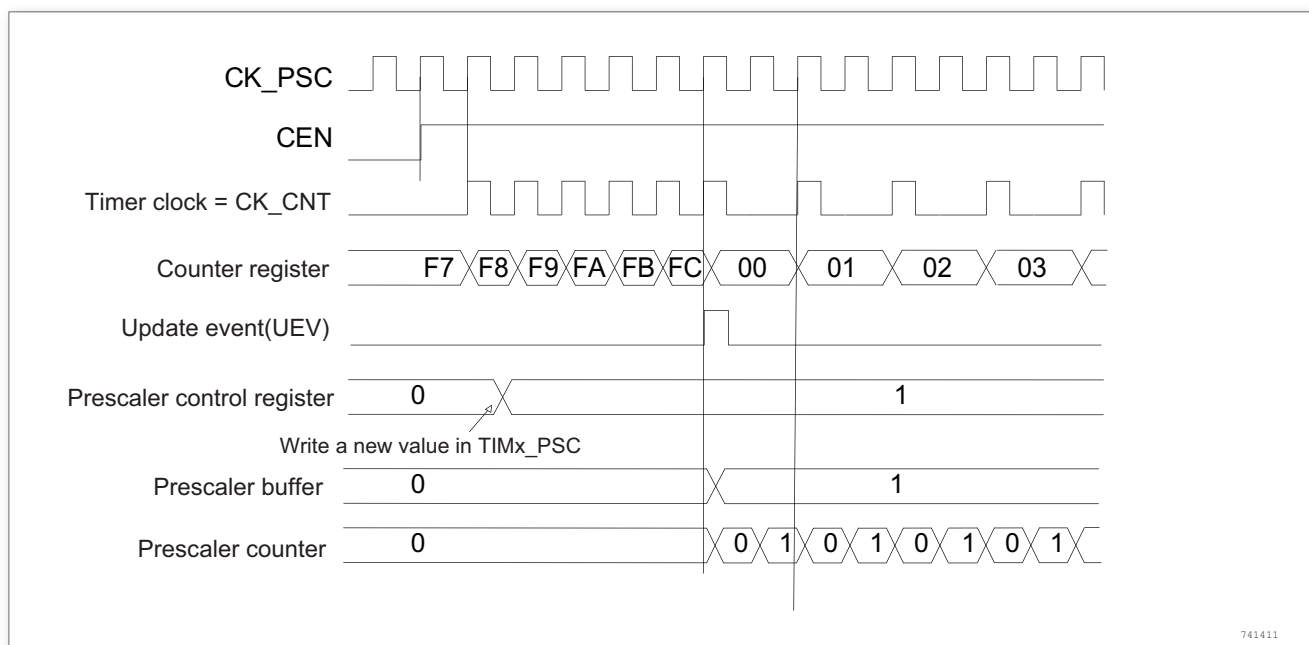 CK_PSC
CEN
Timer clock = CK_CNT
Counter register F7 F8 F9 FA FB FC 00 01 02 03
Update event(UEV)
Prescaler control register 0 1
Write a new value in TIMx_PSC
Prescaler buffer 0 1
Prescaler counter 0 0 1 0 1 0 1 0 1
741411